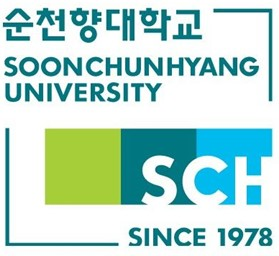 순천향대학교
SOONCHUNHYANG
UNIVERSITY
SCH
SINCE 1978